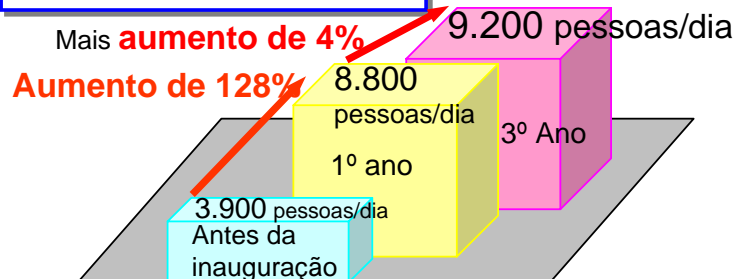 Mais aumento de 4%
9.200 pessoas/dia
Aumento de 128%
8.800
pessoas/dia
3º Ano
1º ano
3.900 pessoas/dia
Antes da
inauguração